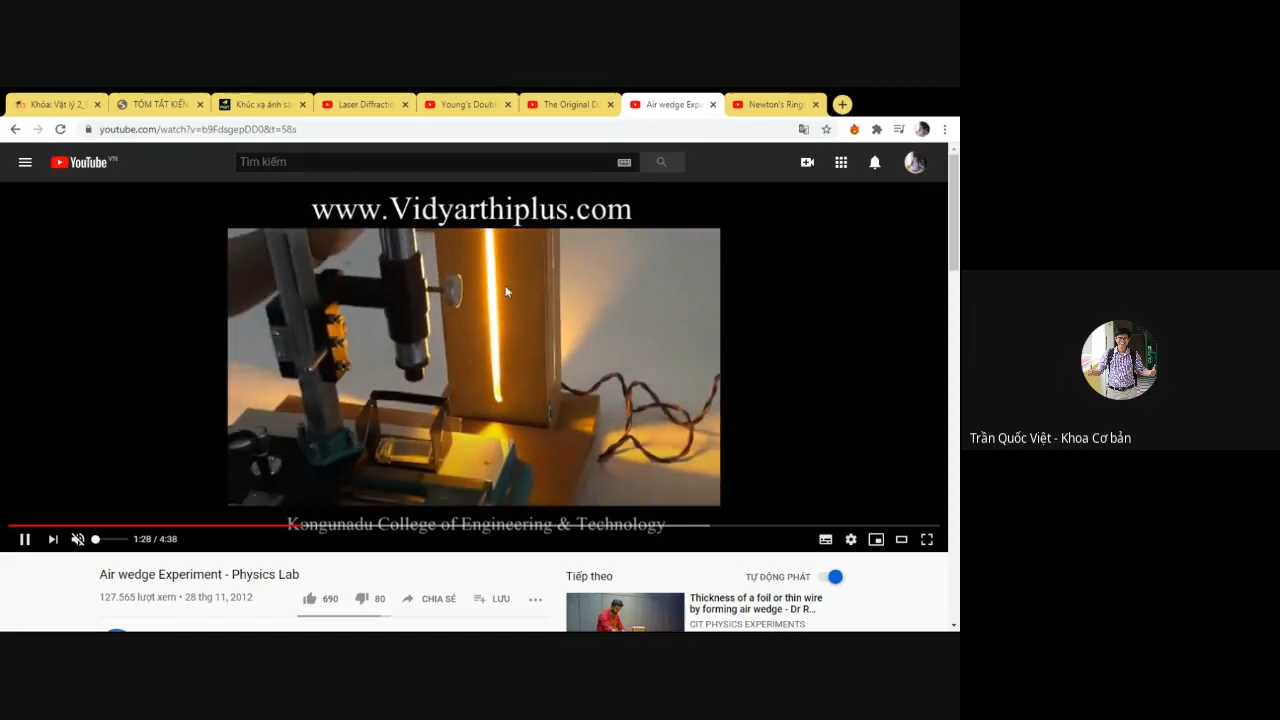 Khóa: Vật lý 2_
TÓM TẮT KIẾN
Khúc xạ ánh sá
Laser Diffractio
Young's Doubl
The Original Do
Air wedge Expe
Newton's Ring
youtube.com/watch?v=b9FdsgepDD0&t=58s
YouTube VN
Tìm kiếm
www.Vidyarthiplus.com
Kongunadu College of Engineering & Technology
1:28 / 4:38
Air wedge Experiment - Physics Lab
127.565 lượt xem • 28 thg 11, 2012
690
80
CHIA SẺ
LƯU
Tiếp theo
TỰ ĐỘNG PHÁT
Thickness of a foil or thin wire
by forming air wedge - Dr R...
CIT PHYSICS EXPERIMENTS
Trần Quốc Việt - Khoa Cơ bản